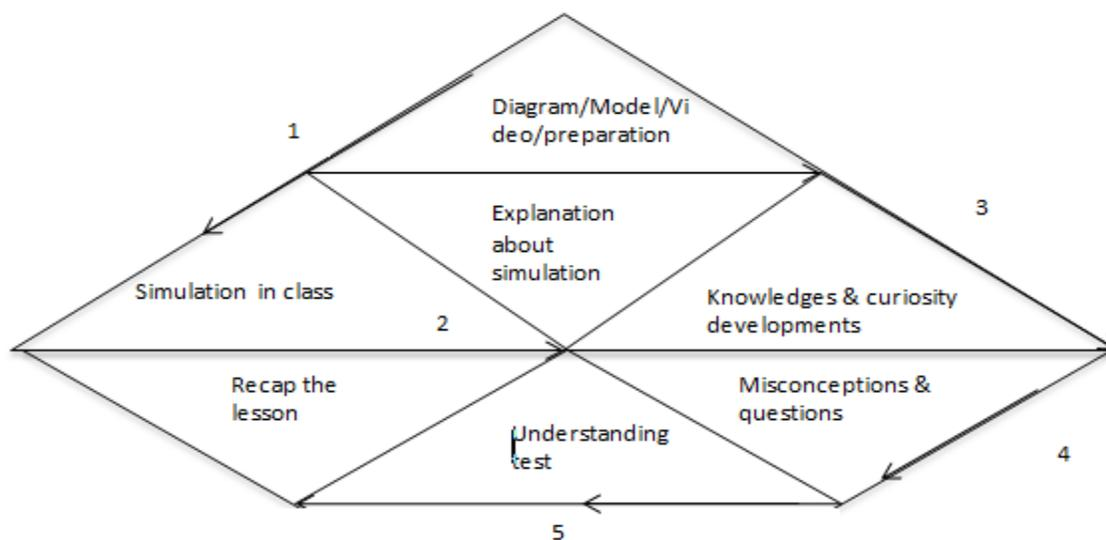 Diagram/Model/Vi
deo/preparation
1
Explanation
about
simulation
3
Simulation in class
Knowledges & curiosity
developments
2
Recap the
lesson
Misconceptions &
questions
Understanding
test
4
5